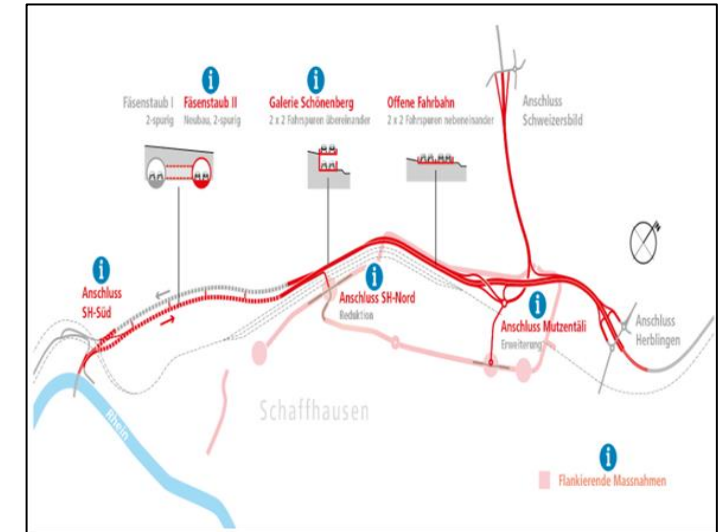 Fäsenstaub I
2-spurig
Fäsenstaub II
Neubau, 2-spurig
Galerie Schönenberg
2 x 2 Fahrspuren übereinander
Offene Fahrbahn
2 x 2 Fahrspuren nebeneinander
Anschluss
Schweizersbild
N
Anschluss
SH-Süd
Anschluss SH-Nord
Reduktion
Anschluss Mutzentäli
Erweiterung
Anschluss
Herblingen
Schaffhausen
Rhein
Flankierende Massnahmen